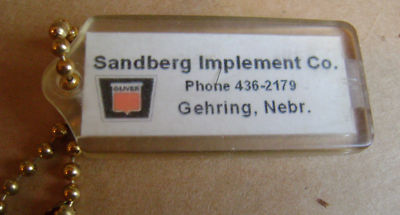 Sandberg Implement Co.
Phone 436-2179
OLIVER
Gehring, Nebr.